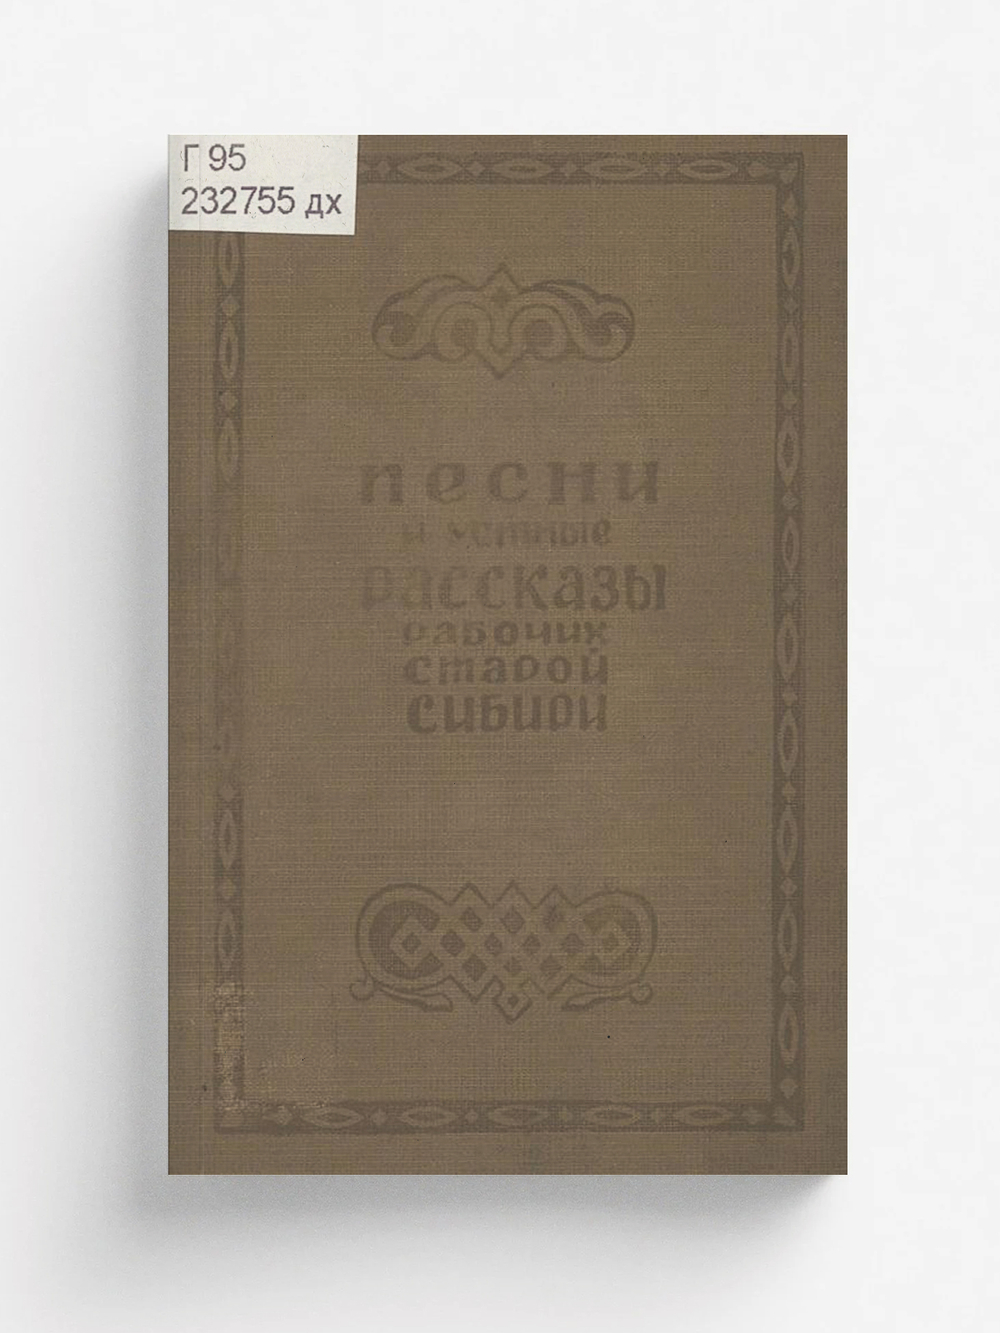 Г 95
232755 дх
песни
и устные
рассказы
рабочих
старой
сибири